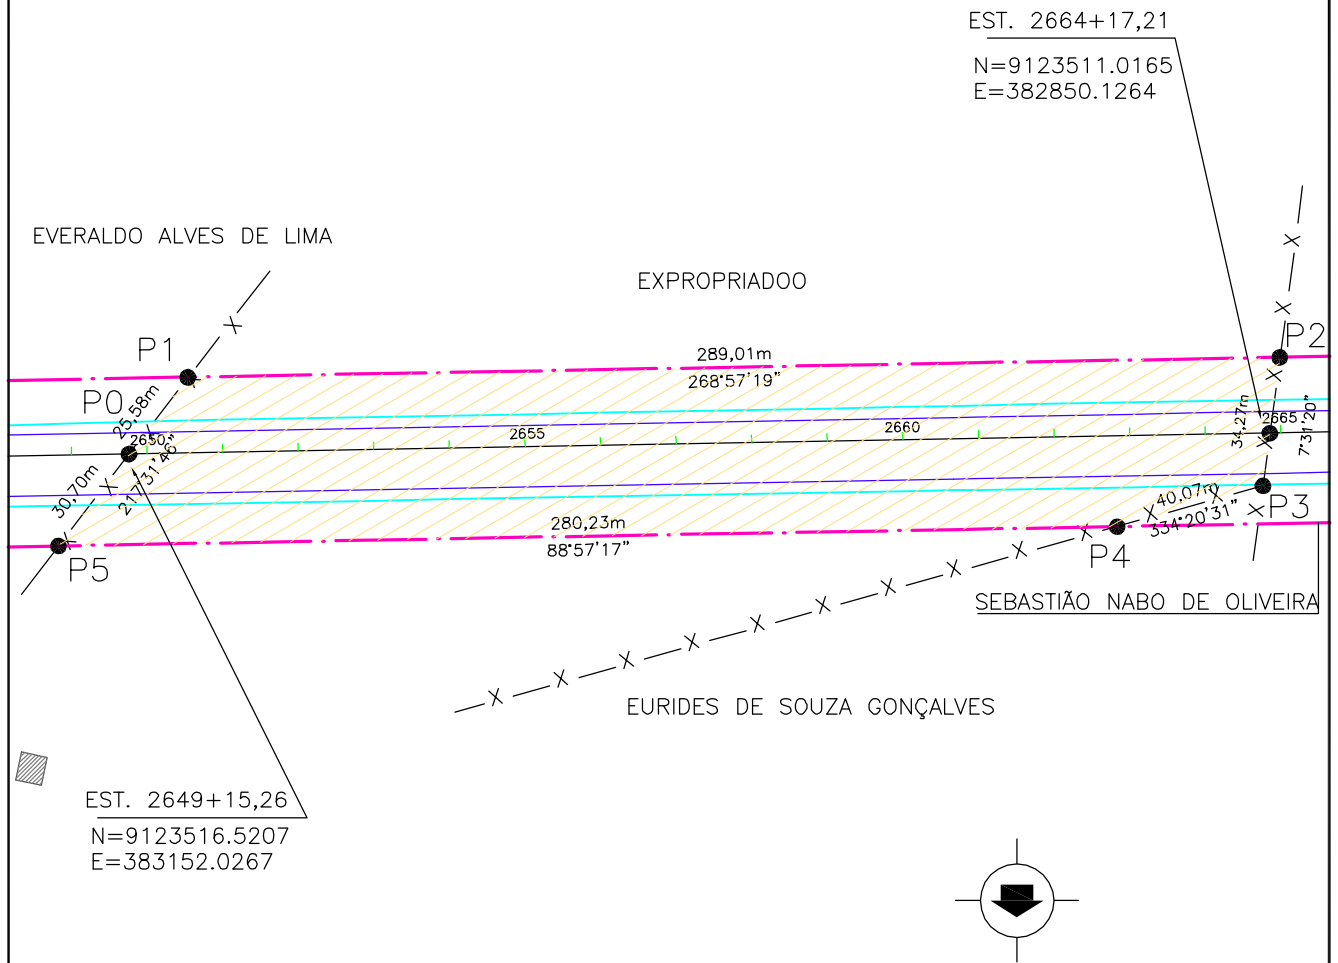 EST. 2664+17,21
N=9123511.0165
E=382850.1264
EVERALDO ALVES DE LIMA
EXPROPRIADOO
P1
289,01m
268°57'19"
P2
P0
25,58m
2650
217°31'46"
2655
2660
34,27m
2665
7°31'20"
30,70m
P5
280,23m
88°57'17"
40,07m
334°20'31"
P3
P4
SEBASTIÃO NABO DE OLIVEIRA
EURIDES DE SOUZA GONÇALVES
EST. 2649+15,26
N=9123516.5207
E=383152.0267